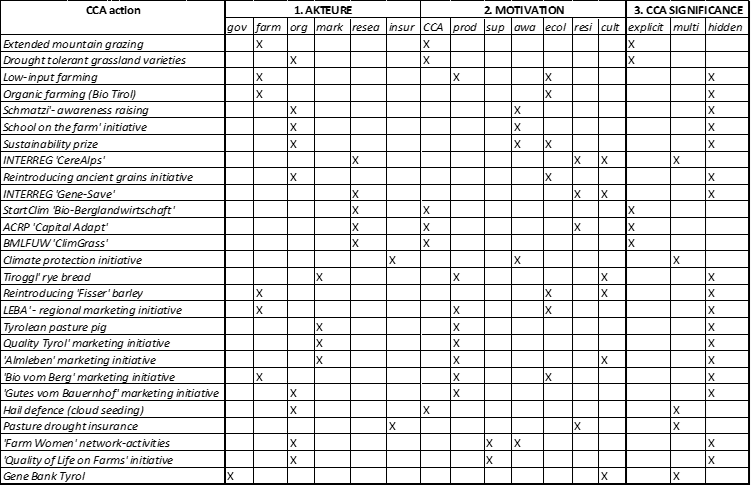 CCA action 1. AKTEURE 2. MOTIVATION 3. CCA SIGNIFICANCE
gov farm org mark resea insur CCA prod sup awa ecol resi cult explicit multi hidden
Extended mountain grazing X X X
Drought tolerant grassland varieties X X X
Low-input farming X X X X
Organic farming (Bio Tirol) X X X
Schmatzi'- awareness raising X X X
School on the farm' initiative X X X
Sustainability prize X X X X
INTERREG 'CereAlps' X X X X
Reintroducing ancient grains initiative X X X
INTERREG 'Gene-Save' X X X X
StartClim 'Bio-Berglandwirtschaft' X X X
ACRP 'Capital Adapt' X X X X
BMLFUW 'ClimGrass' X X X
Climate protection initiative X X X
Tiroggl' rye bread X X X X
Reintroducing 'Fisser' barley X X X X
LEBA' - regional marketing initiative X X X X
Tyrolean pasture pig X X X
Quality Tyrol' marketing initiative X X X
'Almleben' marketing initiative X X X X
'Bio vom Berg' marketing initiative X X X X
'Gutes vom Bauernhof' marketing initiative X X X
Hail defence (cloud seeding) X X X
Pasture drought insurance X X X
'Farm Women' network-activities X X X X
'Quality of Life on Farms' initiative X X X
Gene Bank Tyrol X X X